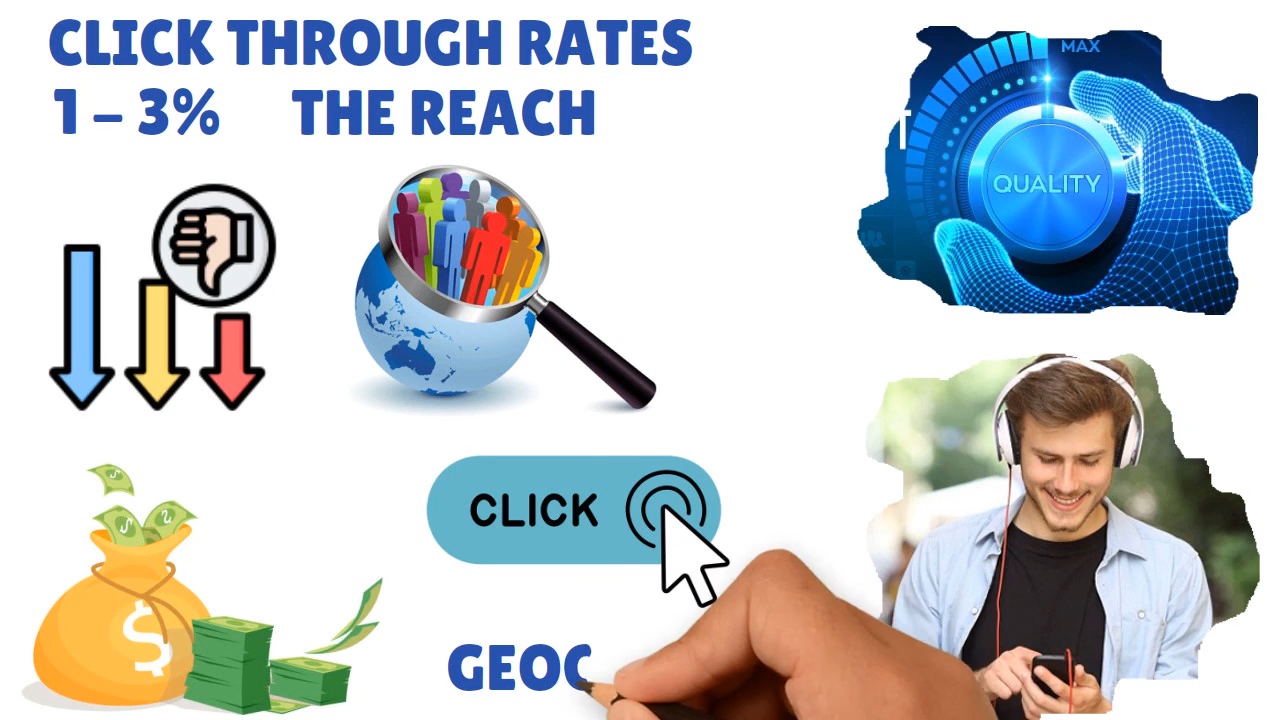 CLICK THROUGH RATES
1 – 3% THE REACH
MAX
QUALITY
CLICK
GEOC